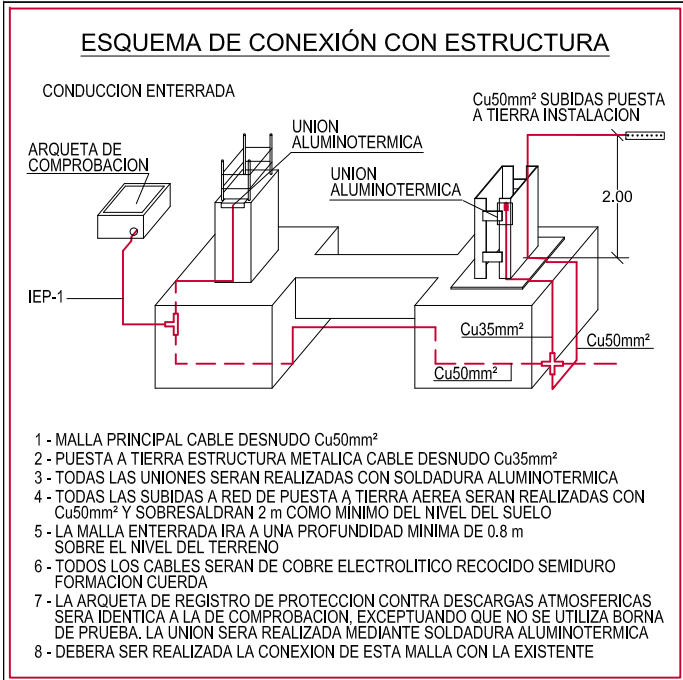 ESQUEMA DE CONEXIÓN CON ESTRUCTURA
CONDUCCION ENTERRADA
Cu50mm² SUBIDAS PUESTA
A TIERRA INSTALACION
UNION
ALUMINOTERMICA
ARQUETA DE
COMPROBACION
UNION
ALUMINOTERMICA
2.00
IEP-1
Cu35mm²
Cu50mm²
Cu50mm²
1 - MALLA PRINCIPAL CABLE DESNUDO Cu50mm²
2 - PUESTA A TIERRA ESTRUCTURA METALICA CABLE DESNUDO Cu35mm²
3 - TODAS LAS UNIONES SERAN REALIZADAS CON SOLDADURA ALUMINOTERMICA
4 - TODAS LAS SUBIDAS A RED DE PUESTA A TIERRA AEREA SERAN REALIZADAS CON
Cu50mm² Y SOBRESALDRAN 2 m COMO MÍNIMO DEL NIVEL DEL SUELO
5 - LA MALLA ENTERRADA IRA A UNA PROFUNDIDAD MINIMA DE 0.8 m
SOBRE EL NIVEL DEL TERRENO
6 - TODOS LOS CABLES SERAN DE COBRE ELECTROLITICO RECOCIDO SEMIDURO
FORMACION CUERDA
7 - LA ARQUETA DE REGISTRO DE PROTECCION CONTRA DESCARGAS ATMOSFERICAS
SERA IDENTICA A LA DE COMPROBACION, EXCEPTUANDO QUE NO SE UTILIZA BORNA
DE PRUEBA. LA UNION SERA REALIZADA MEDIANTE SOLDADURA ALUMINOTERMICA
8 - DEBERA SER REALIZADA LA CONEXION DE ESTA MALLA CON LA EXISTENTE